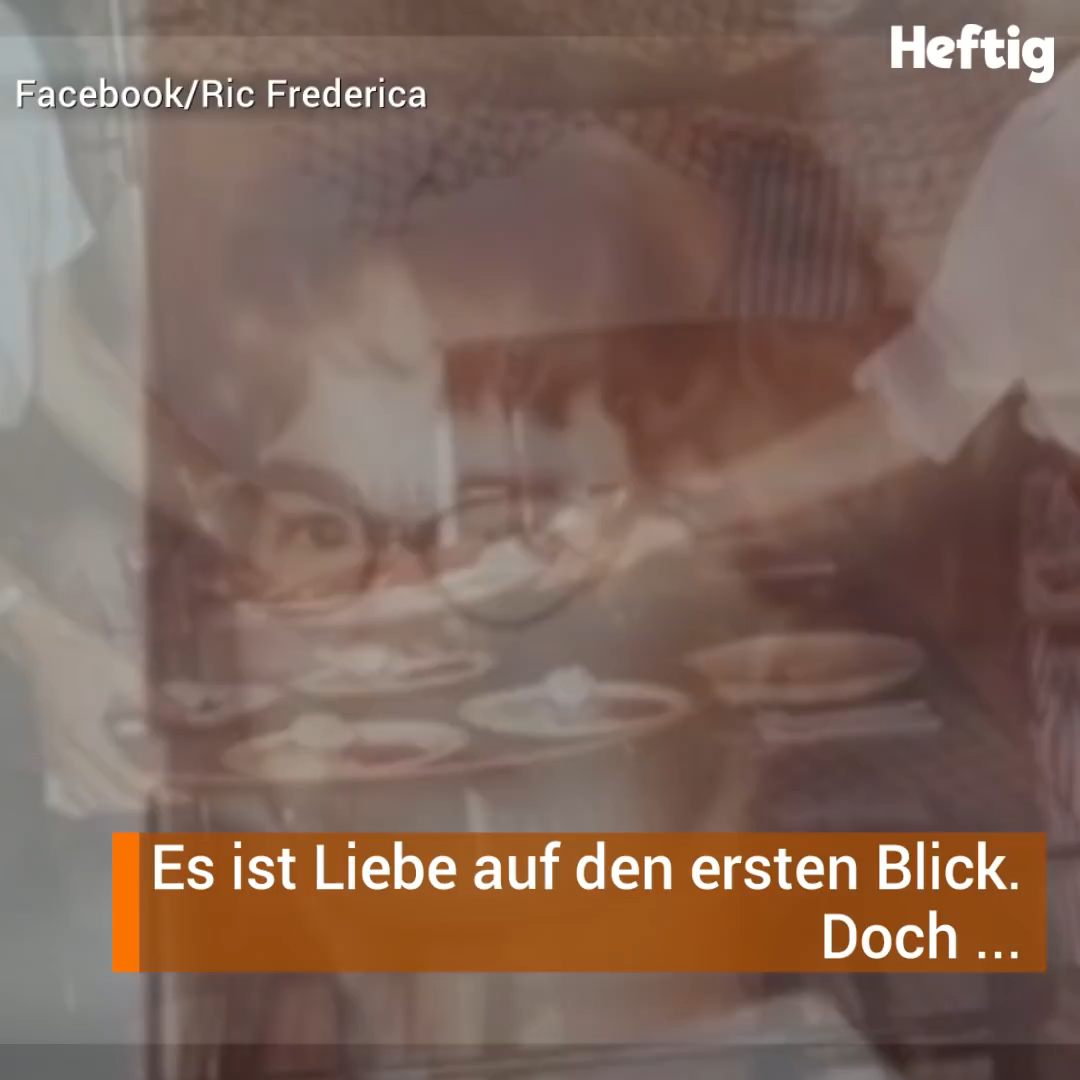 Heftig
Facebook/Ric Frederica
Es ist Liebe auf den ersten Blick.
Doch ...